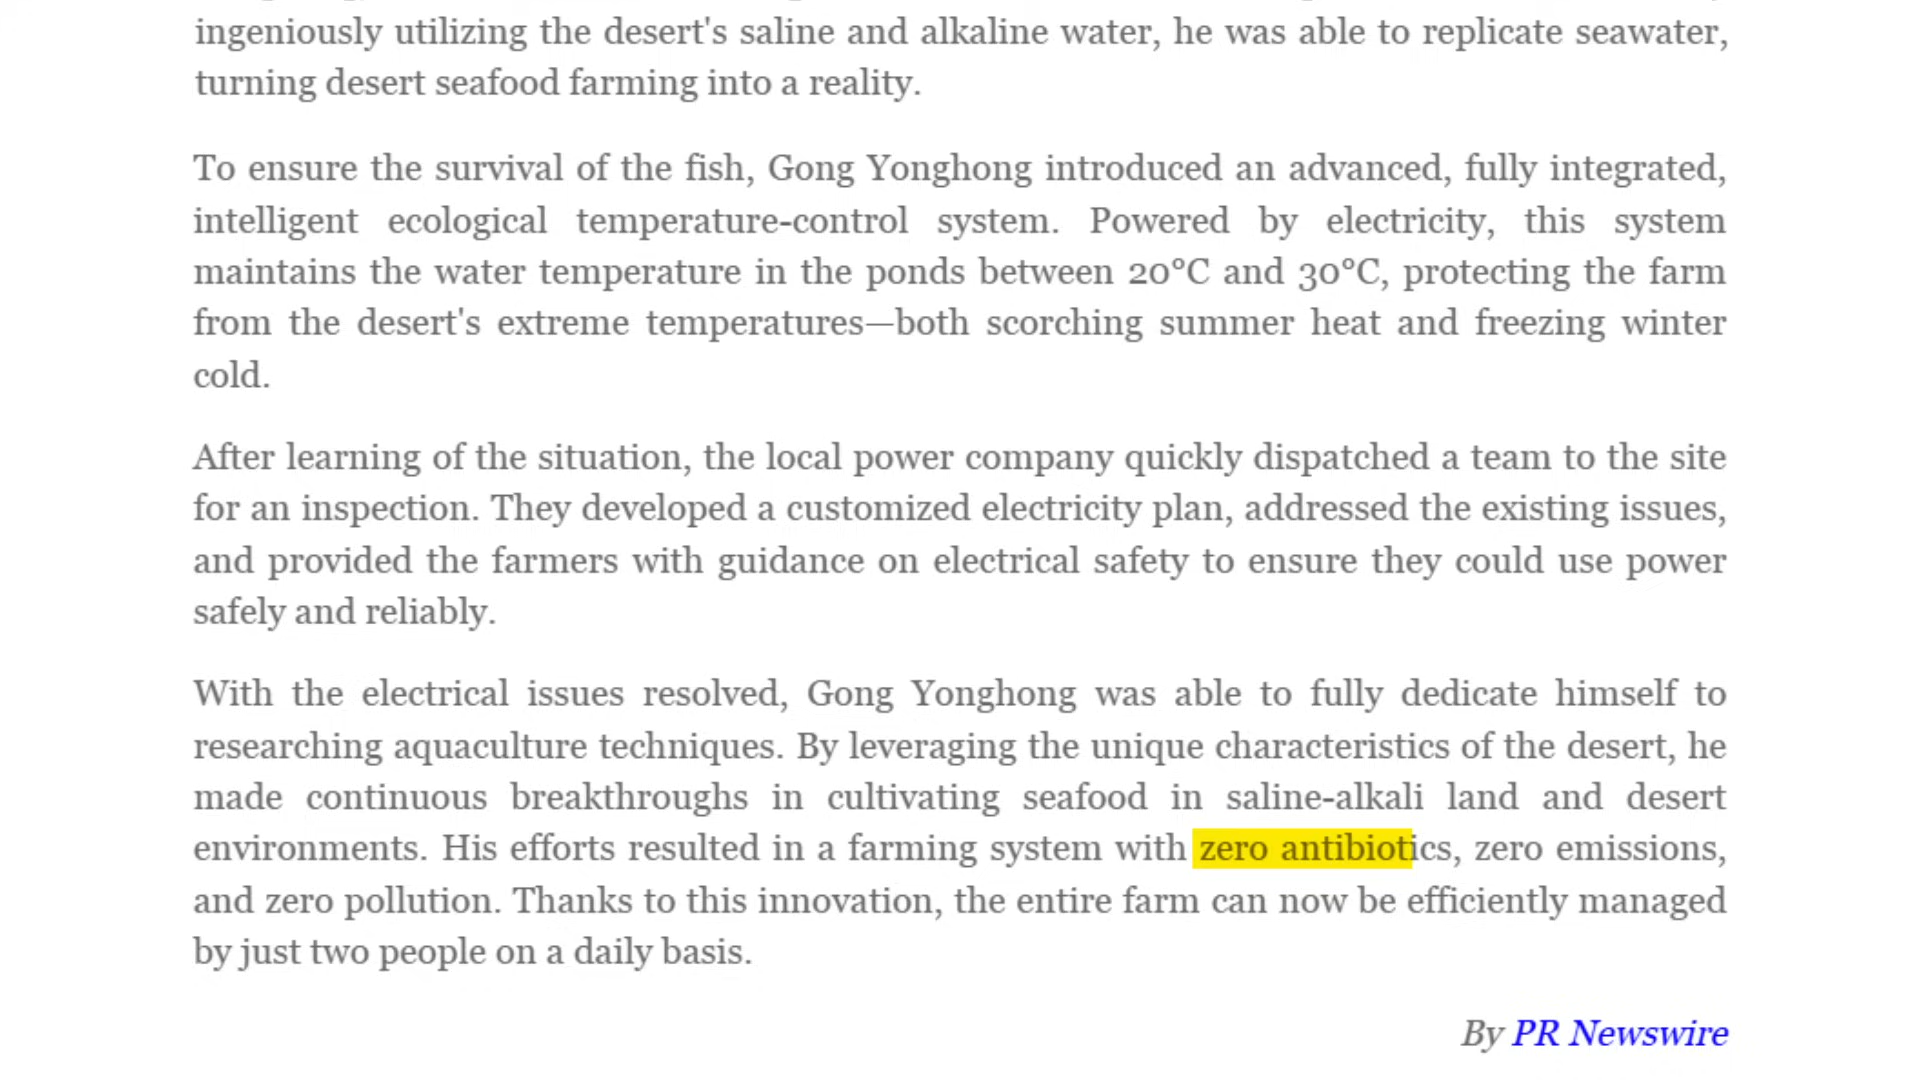 ingeniously utilizing the desert's saline and alkaline water, he was able to replicate seawater,
turning desert seafood farming into a reality.
To ensure the survival of the fish, Gong Yonghong introduced an advanced, fully integrated,
intelligent ecological temperature-control system. Powered by electricity, this system
maintains the water temperature in the ponds between 20°C and 30°C, protecting the farm
from the desert's extreme temperatures—both scorching summer heat and freezing winter
cold.
After learning of the situation, the local power company quickly dispatched a team to the site
for an inspection. They developed a customized electricity plan, addressed the existing issues,
and provided the farmers with guidance on electrical safety to ensure they could use power
safely and reliably.
With the electrical issues resolved, Gong Yonghong was able to fully dedicate himself to
researching aquaculture techniques. By leveraging the unique characteristics of the desert, he
made continuous breakthroughs in cultivating seafood in saline-alkali land and desert
environments. His efforts resulted in a farming system with zero antibiotics, zero emissions,
and zero pollution. Thanks to this innovation, the entire farm can now be efficiently managed
by just two people on a daily basis.
By PR Newswire